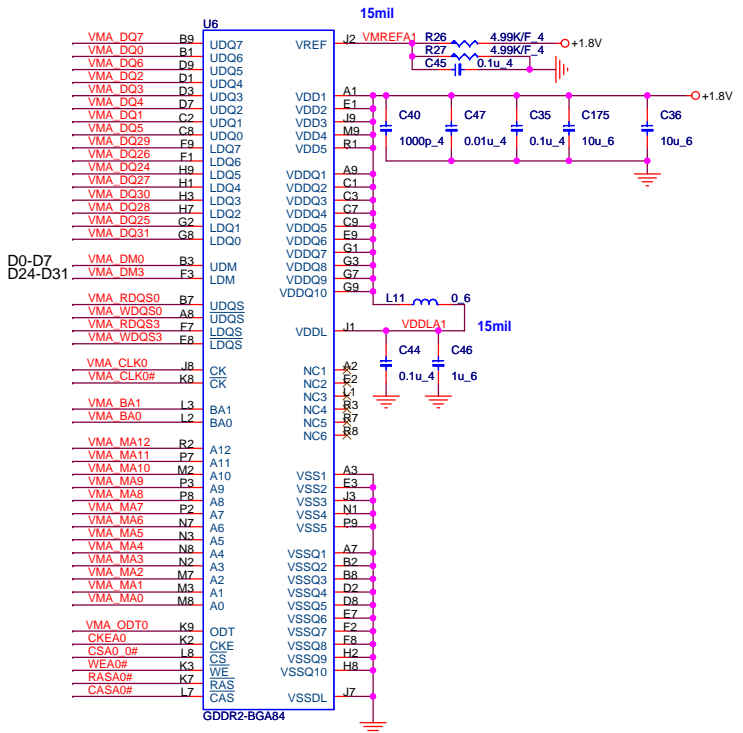 U6
15mil
VMA_DQ7 B9 UDQ7 VREF J2 VMREFA1 R26 4.99K/F_4 +1.8V
VMA_DQ0 B1 UDQ6 R27 4.99K/F_4
VMA_DQ6 D9 UDQ5 C45 0.1u_4
VMA_DQ2 D1 UDQ4
VMA_DQ3 D3 UDQ3 VDD1 A1 +1.8V
VMA_DQ4 D7 UDQ2 VDD2 E1
VMA_DQ1 C2 UDQ1 VDD3 J9 C40 C47 C35 C175 C36
VMA_DQ5 C8 UDQ0 VDD4 M9
VMA_DQ29 F9 LDQ7 VDD5 R1 1000p_4 0.01u_4 0.1u_4 10u_6 10u_6
VMA_DQ26 F1 LDQ6
VMA_DQ24 H9 LDQ5 VDDQ1 A9
VMA_DQ27 H1 LDQ4 VDDQ2 C1
VMA_DQ30 H3 LDQ3 VDDQ3 C3
VMA_DQ28 H7 LDQ2 VDDQ4 C7
VMA_DQ25 G2 LDQ1 VDDQ5 C9
VMA_DQ31 G8 LDQ0 VDDQ6 E9
VDDQ7 G1
D0-D7 VMA_DM0 B3 UDM VDDQ8 G3
D24-D31 VMA_DM3 F3 LDM VDDQ9 G7
VDDQ10 G9
VMA_RDQS0 B7 UDQS L11 0_6
VMA_WDQS0 A8 UDQS
VMA_RDQS3 F7 LDQS VDDL J1 VDDLA1 15mil
VMA_WDQS3 E8 LDQS
C44 C46
VMA_CLK0 J8 CK NC1 A2
VMA_CLK0# K8 CK NC2 E2 0.1u_4 1u_6
NC3 L1
VMA_BA1 L3 BA1 NC4 R3
VMA_BA0 L2 BA0 NC5 R7
NC6 R8
VMA_MA12 R2 A12
VMA_MA11 P7 A11
VMA_MA10 M2 A10 VSS1 A3
VMA_MA9 P3 A9 VSS2 E3
VMA_MA8 P8 A8 VSS3 J3
VMA_MA7 P2 A7 VSS4 N1
VMA_MA6 N7 A6 VSS5 P9
VMA_MA5 N3 A5
VMA_MA4 N8 A4 VSSQ1 A7
VMA_MA3 N2 A3 VSSQ2 B2
VMA_MA2 M7 A2 VSSQ3 B8
VMA_MA1 M3 A1 VSSQ4 D2
VMA_MA0 M8 A0 VSSQ5 D8
VSSQ6 E7
VMA_ODT0 K9 ODT VSSQ7 F2
CKEA0 K2 CKE VSSQ8 F8
CSA0_0# L8 CS VSSQ9 H2
WEA0# K3 WE VSSQ10 H8
RASA0# K7 RAS
CASA0# L7 CAS VSSDL J7
GDDR2-BGA84